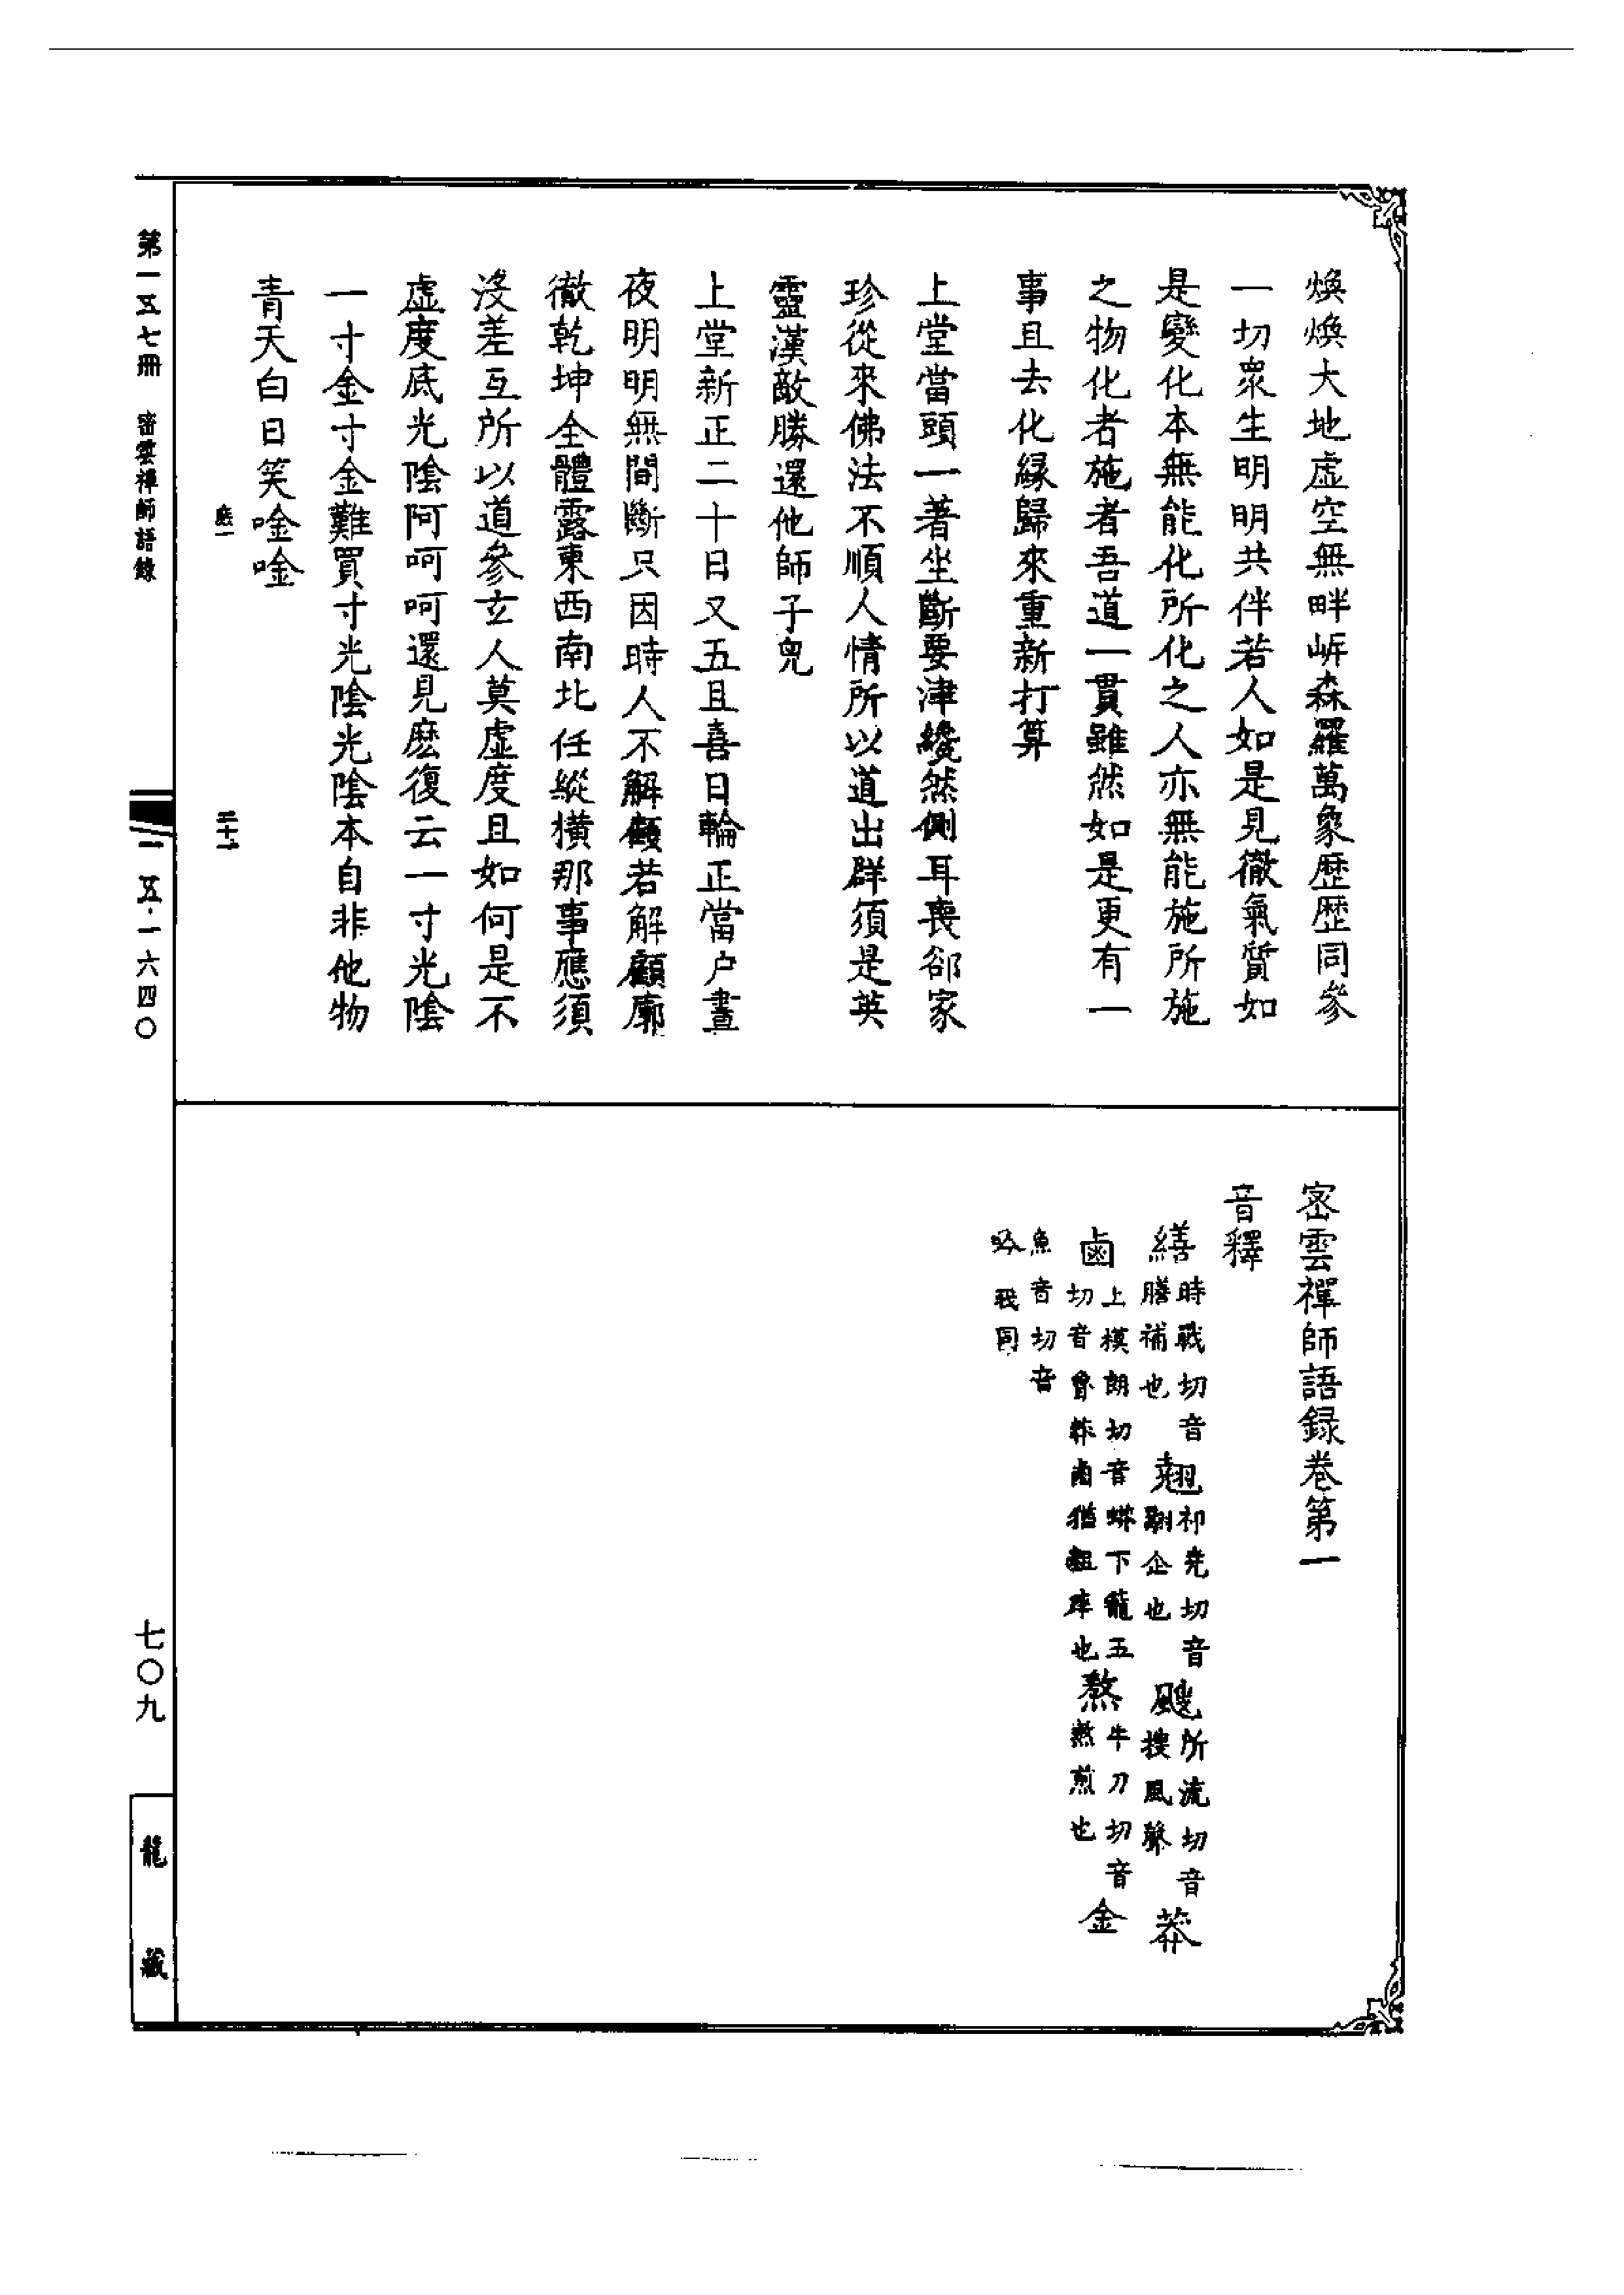 煥煥大地虛空無畔岸森羅萬象歷歷同參
一切眾生明明共伴若人如是見徹氣質如
是變化本無能化所化之人亦無能施所施
之物化者施者吾道一貫雖然如是更有一
事且去化緣歸來重新打算
上堂當頭一著坐斷要津纔然側耳喪卻家
珍從來佛法不順人情所以道出群須是英
靈漢敵勝還他師子兒
上堂新正二十日又五且喜日輪正當户晝
夜明明無間斷只因時人不解顧若解顧廓
徹乾坤全體露東西南北任縱橫那事應須
沒差互所以道參玄人莫虛度且如何是不
虛度底光陰呵呵呵還見麼復云一寸光陰
一寸金寸金難買寸光陰光陰本自非他物
青天白日笑唫唫
密雲禪師語錄卷第一
音釋
繕時戰切音膳補也 翹祁堯切音翻企也 颼所流切音搜風聲 莽
鹵上模朗切音蟒下籠五切音魯莽鹵猶粗率也 熬牛刀切音熬煎也 金
魚音切音
第一五七冊 密雲禪師語錄
一五·一六四〇
七〇九
龍藏